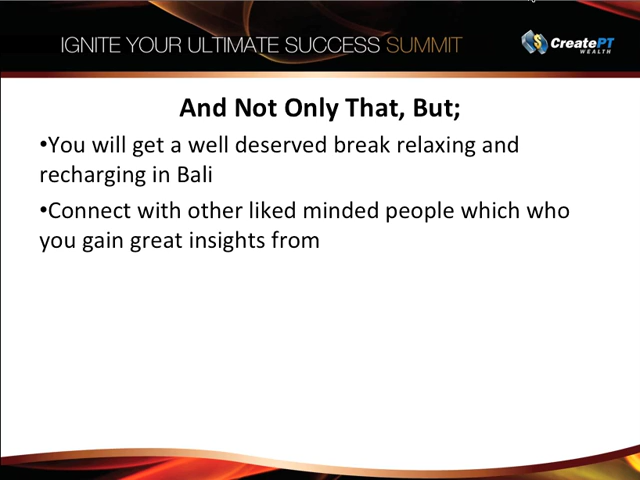 IGNITE YOUR ULTIMATE SUCCESS SUMMIT
$ CreatePT
WEALTH
And Not Only That, But;
•You will get a well deserved break relaxing and
recharging in Bali
•Connect with other liked minded people which who
you gain great insights from